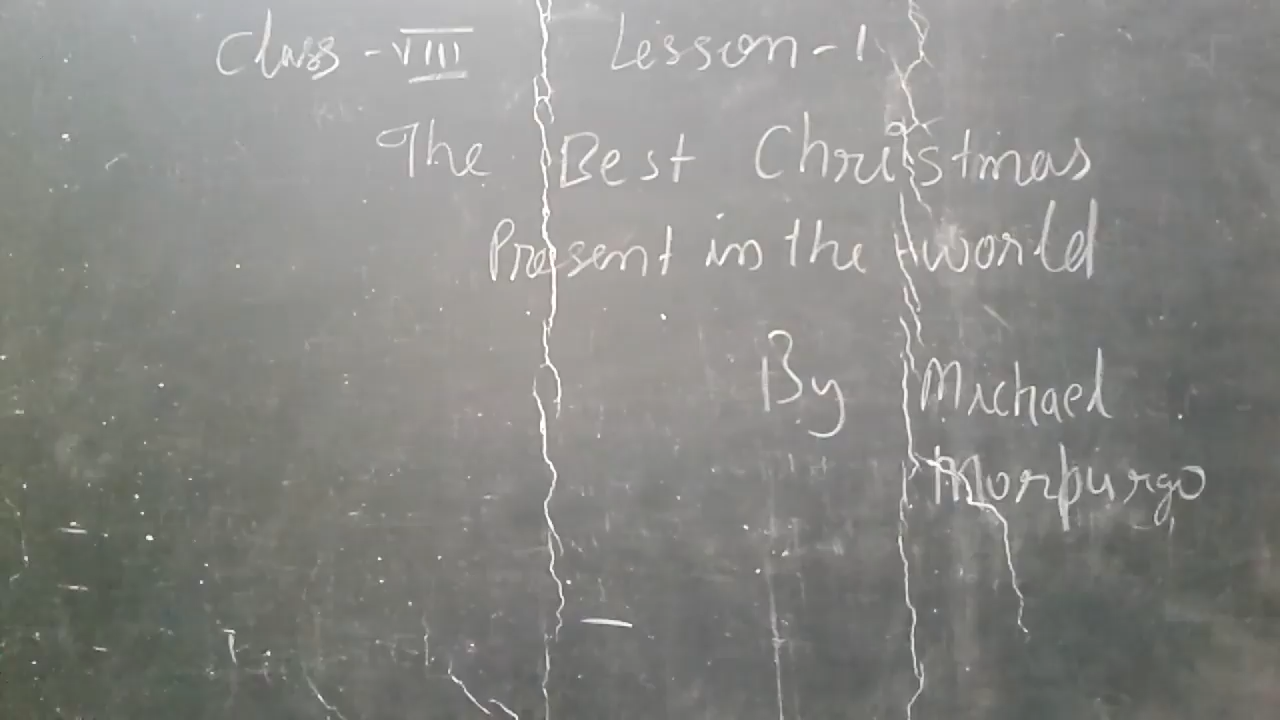 Class - VIII Lesson - 1
The Best Christmas
Present in the world
By Michael
Morpurgo